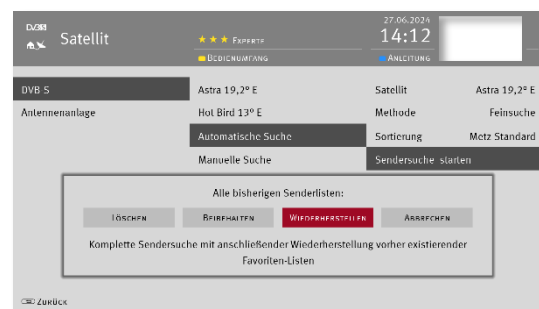 Satellit
★★★ EXPERTE
BEDIENUMFANG
27.06.2024
14:12
ANLEITUNG
DVB S
Antennenanlage
Astra 19,2° E
Hot Bird 13° E
Automatische Suche
Manuelle Suche
Satellit Astra 19,2° E
Methode Feinsuche
Sortierung Metz Standard
Sendersuche starten
Alle bisherigen Senderlisten:
LÖSCHEN BEIBEHALTEN WIEDERHERSTELLEN ABBRECHEN
Komplette Sendersuche mit anschließender Wiederherstellung vorher existierender
Favoriten-Listen
ZURÜCK